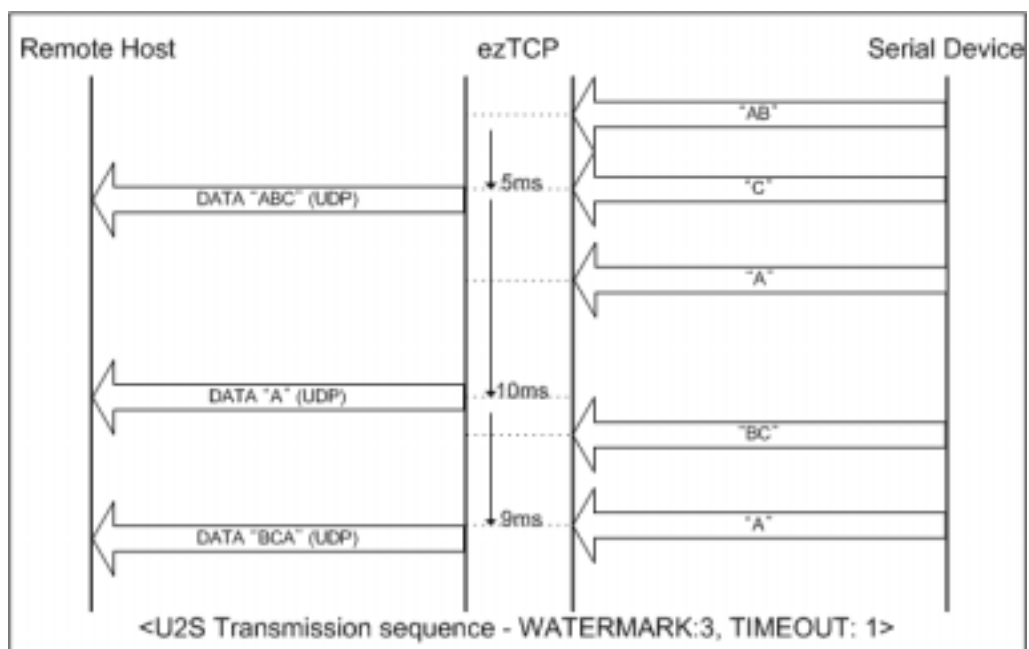 Remote Host ezTCP Serial Device
"AB"
5ms "C"
DATA "ABC" (UDP)
"A"
10ms
DATA "A" (UDP)
"BC"
9ms "A"
DATA "BCA" (UDP)
<U2S Transmission sequence - WATERMARK:3, TIMEOUT: 1>